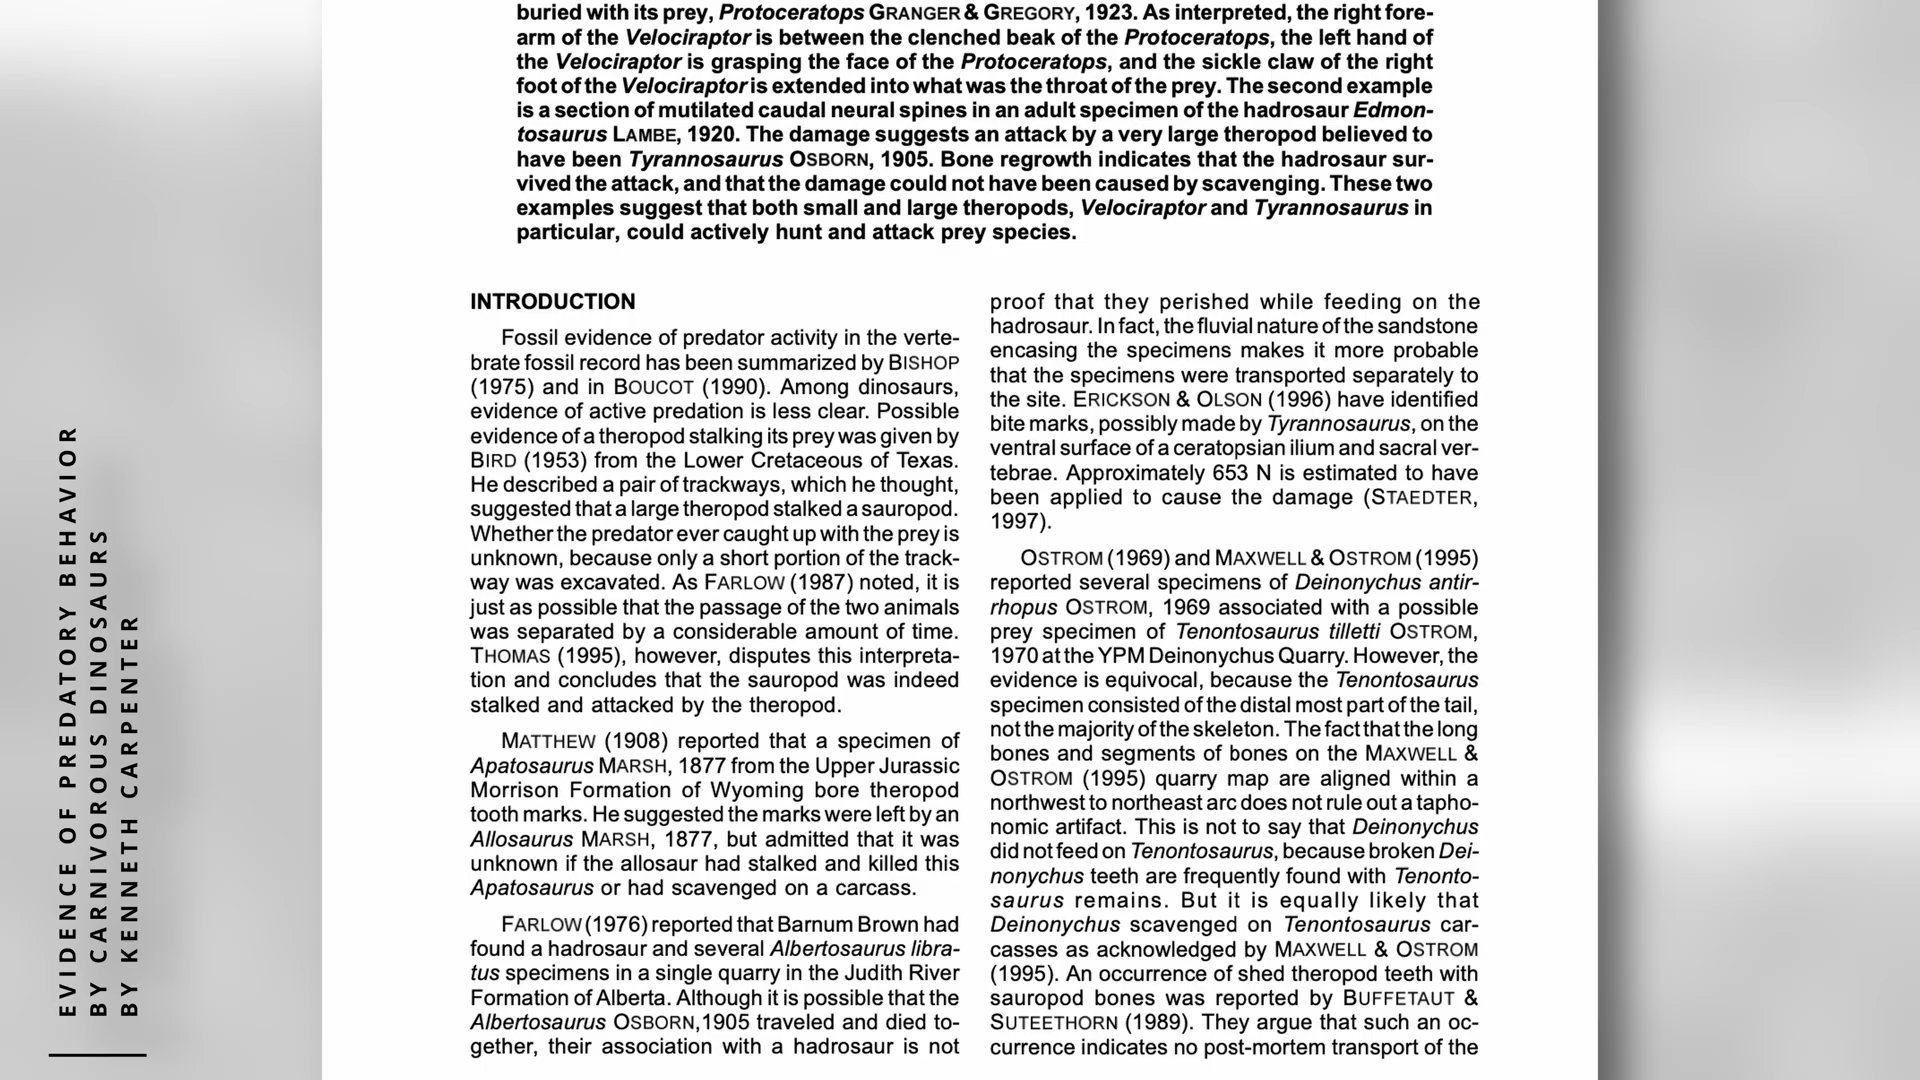 buried with its prey, Protoceratops GRANGER & GREGORY, 1923. As interpreted, the right fore-
arm of the Velociraptor is between the clenched beak of the Protoceratops, the left hand of
the Velociraptor is grasping the face of the Protoceratops, and the sickle claw of the right
foot of the Velociraptor is extended into what was the throat of the prey. The second example
is a section of mutilated caudal neural spines in an adult specimen of the hadrosaur Edmon-
tosaurus LAMBE, 1920. The damage suggests an attack by a very large theropod believed to
have been Tyrannosaurus OSBORN, 1905. Bone regrowth indicates that the hadrosaur sur-
vived the attack, and that the damage could not have been caused by scavenging. These two
examples suggest that both small and large theropods, Velociraptor and Tyrannosaurus in
particular, could actively hunt and attack prey species.
INTRODUCTION
Fossil evidence of predator activity in the verte-
brate fossil record has been summarized by BISHOP
(1975) and in BOUCOT (1990). Among dinosaurs,
evidence of active predation is less clear. Possible
evidence of a theropod stalking its prey was given by
BIRD (1953) from the Lower Cretaceous of Texas.
He described a pair of trackways, which he thought,
suggested that a large theropod stalked a sauropod.
Whether the predator ever caught up with the prey is
unknown, because only a short portion of the track-
way was excavated. As FARLOW (1987) noted, it is
just as possible that the passage of the two animals
was separated by a considerable amount of time.
THOMAS (1995), however, disputes this interpreta-
tion and concludes that the sauropod was indeed
stalked and attacked by the theropod.
MATTHEW (1908) reported that a specimen of
Apatosaurus MARSH, 1877 from the Upper Jurassic
Morrison Formation of Wyoming bore theropod
tooth marks. He suggested the marks were left by an
Allosaurus MARSH, 1877, but admitted that it was
unknown if the allosaur had stalked and killed this
Apatosaurus or had scavenged on a carcass.
FARLOW (1976) reported that Barnum Brown had
found a hadrosaur and several Albertosaurus libra-
tus specimens in a single quarry in the Judith River
Formation of Alberta. Although it is possible that the
Albertosaurus OSBORN,1905 traveled and died to-
gether, their association with a hadrosaur is not
proof that they perished while feeding on the
hadrosaur. In fact, the fluvial nature of the sandstone
encasing the specimens makes it more probable
that the specimens were transported separately to
the site. ERICKSON & OLSON (1996) have identified
bite marks, possibly made by Tyrannosaurus, on the
ventral surface of a ceratopsian ilium and sacral ver-
tebrae. Approximately 653 N is estimated to have
been applied to cause the damage (STAEDTER,
1997).
OSTROM (1969) and MAXWELL & OSTROM (1995)
reported several specimens of Deinonychus antir-
rhopus OSTROM, 1969 associated with a possible
prey specimen of Tenontosaurus tilletti OSTROM,
1970 at the YPM Deinonychus Quarry. However, the
evidence is equivocal, because the Tenontosaurus
specimen consisted of the distal most part of the tail,
not the majority of the skeleton. The fact that the long
bones and segments of bones on the MAXWELL &
OSTROM (1995) quarry map are aligned within a
northwest to northeast arc does not rule out a tapho-
nomic artifact. This is not to say that Deinonychus
did not feed on Tenontosaurus, because broken Dei-
nonychus teeth are frequently found with Tenonto-
saurus remains. But it is equally likely that
Deinonychus scavenged on Tenontosaurus car-
casses as acknowledged by MAXWELL & OSTROM
(1995). An occurrence of shed theropod teeth with
sauropod bones was reported by BUFFETAUT &
SUTEETHORN (1989). They argue that such an oc-
currence indicates no post-mortem transport of the
EVIDENCE OF PREDATORY BEHAVIOR
BY CARNIVOROUS DINOSAURS
BY KENNETH CARPENTER